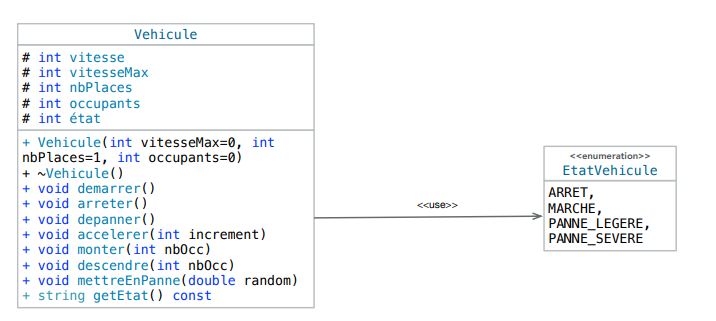 Vehicule
# int vitesse
# int vitesseMax
# int nbPlaces
# int occupants
# int état
+ Vehicule(int vitesseMax=0, int
nbPlaces=1, int occupants=0)
+ ~Vehicule()
+ void demarrer()
+ void arreter()
+ void depanner()
+ void accelerer(int increment)
+ void monter(int nbOcc)
+ void descendre(int nbOcc)
+ void mettreEnPanne(double random)
+ string getEtat() const
<<use>>
<<enumeration>>
EtatVehicule
ARRET,
MARCHE,
PANNE_LEGERE,
PANNE_SEVERE